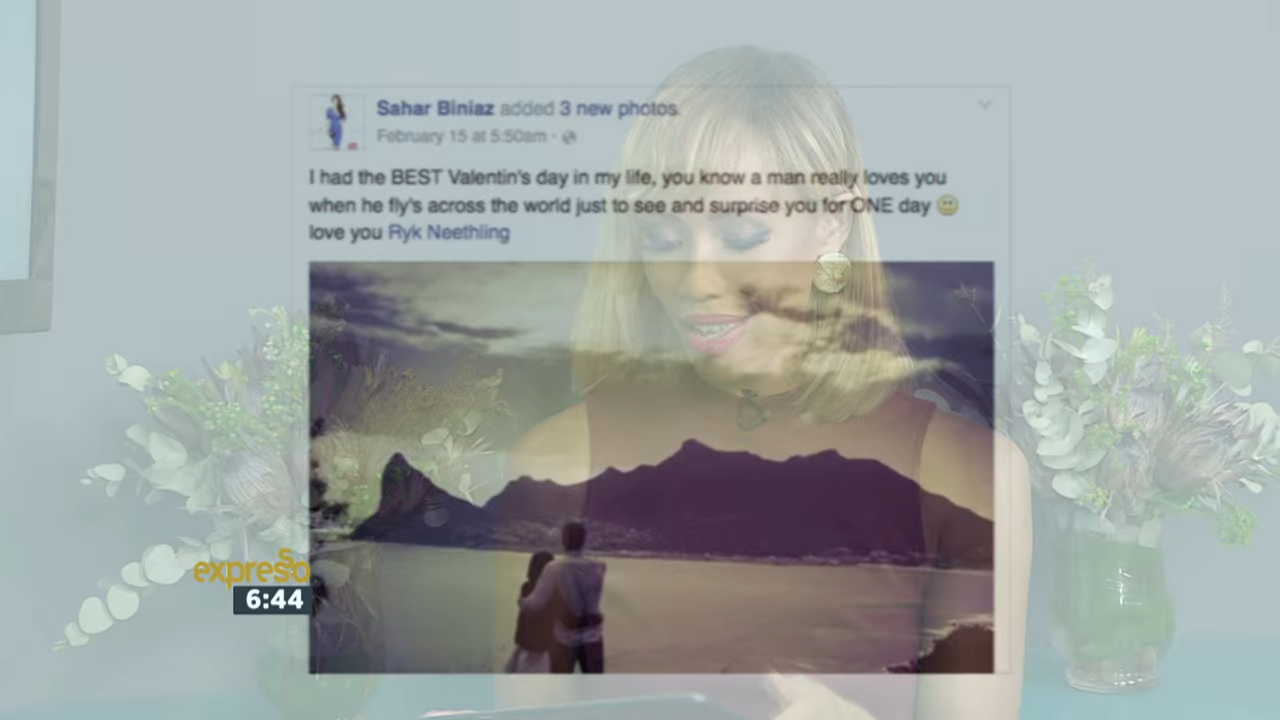 Sahar Biniaz added 3 new photos.
February 15 at 5:50am ·
I had the BEST Valentin's day in my life, you know a man really loves you
when he fly's across the world just to see and surprise you for ONE day
love you Ryk Neethling
expresso
6:44